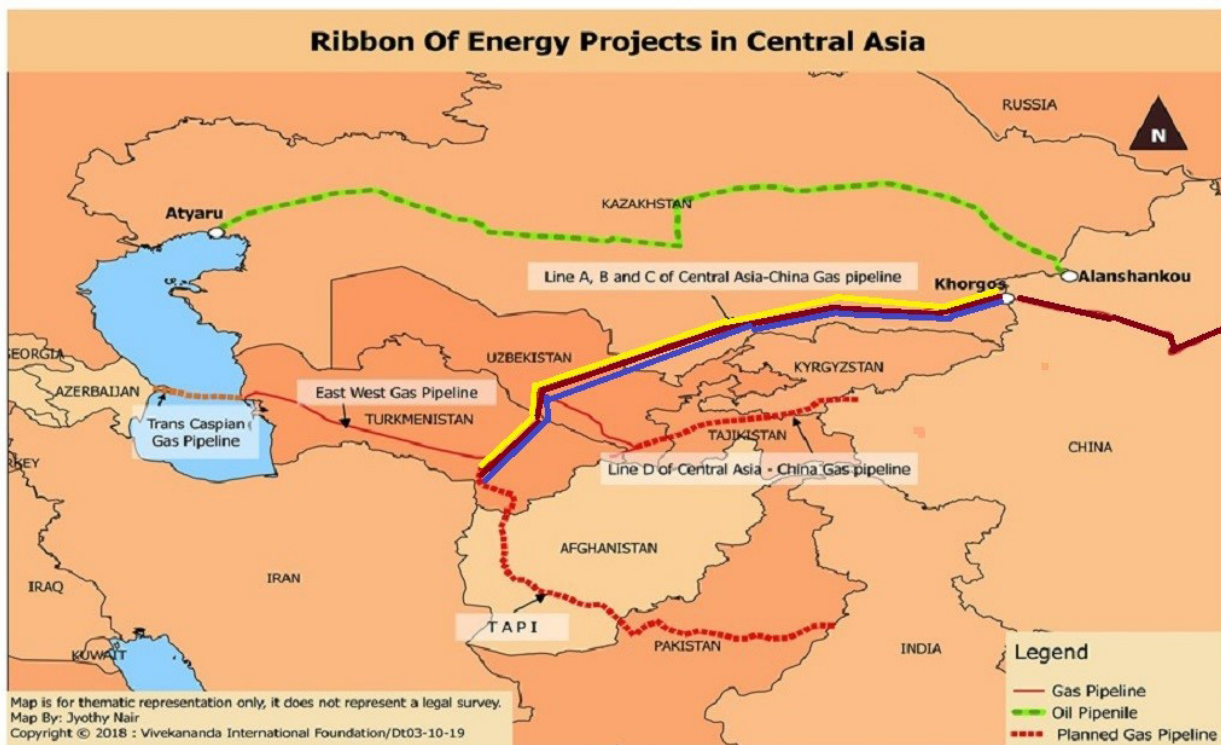 Ribbon Of Energy Projects in Central Asia
RUSSIA
N
KAZAKHSTAN
Atyaru
Line A, B and C of Central Asia-China Gas pipeline
Alanshankou
Khorgos
GEORGIA
UZBEKISTAN
KYRGYZSTAN
AZERBAIJAN
East West Gas Pipeline
TURKMENISTAN
Trans Caspian
Gas Pipeline
TAJIKISTAN
CHINA
RKEY
Line D of Central Asia - China Gas pipeline
AFGHANISTAN
IRAN
IRAQ
TAPI
PAKISTAN
INDIA
KUWAIT
Legend
Gas Pipeline
Oil Pipenile
Planned Gas Pipeline
Map is for thematic representation only, it does not represent a legal survey.
Map By: Jyothy Nair
Copyright © 2018 : Vivekananda International Foundation/Dt03-10-19